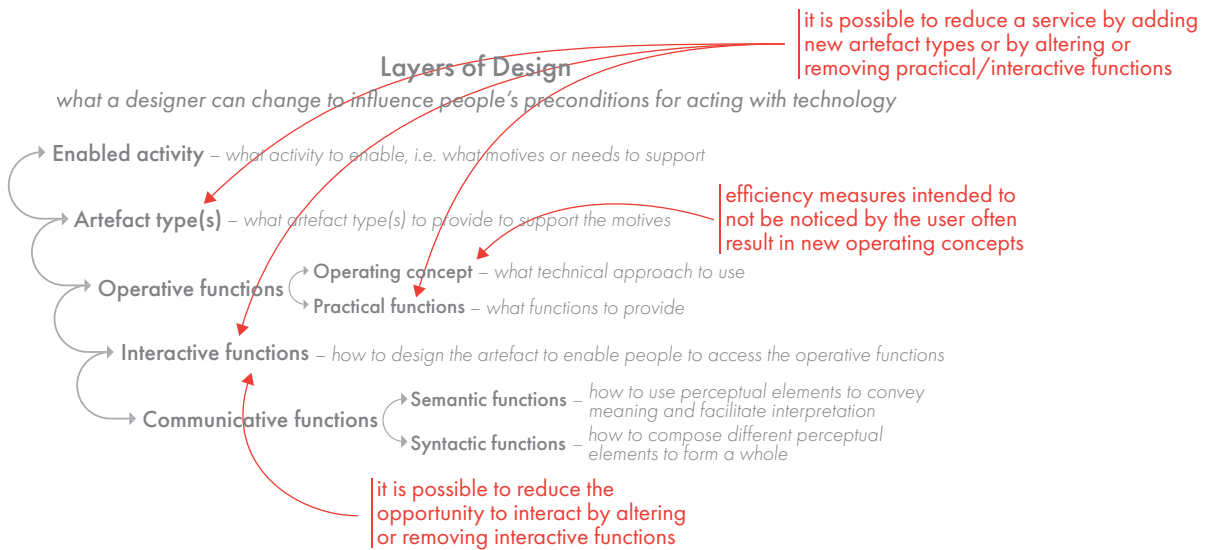 it is possible to reduce a service by adding
new artefact types or by altering or
removing practical/interactive functions
Layers of Design
what a designer can change to influence people's preconditions for acting with technology
Enabled activity – what activity to enable, i.e. what motives or needs to support
efficiency measures intended to
not be noticed by the user often
result in new operating concepts
Artefact type(s) – what artefact type(s) to provide to support the motives
Operative functions
Operating concept – what technical approach to use
Practical functions – what functions to provide
Interactive functions – how to design the artefact to enable people to access the operative functions
Communicative functions
Semantic functions – how to use perceptual elements to convey
meaning and facilitate interpretation
Syntactic functions – how to compose different perceptual
elements to form a whole
it is possible to reduce the
opportunity to interact by altering
or removing interactive functions